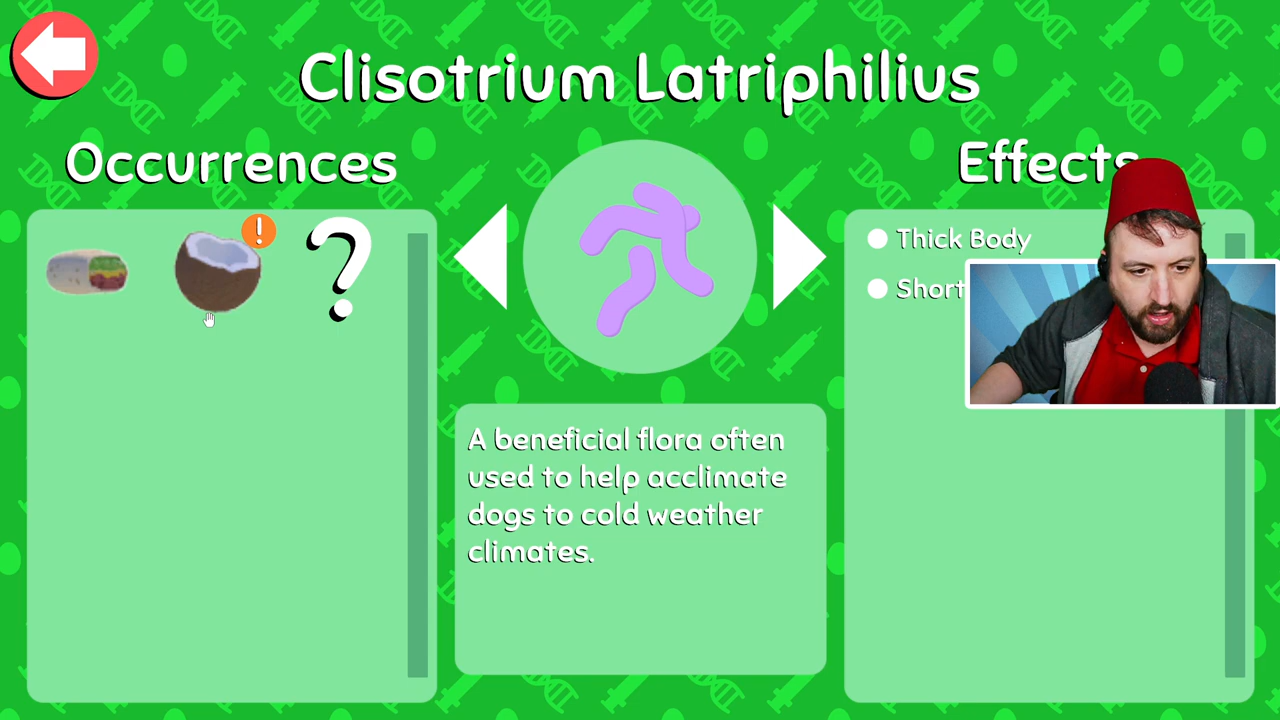 Clisotrium Latriphilius
Occurrences
Effects
!
?
Thick Body
Short
A beneficial flora often
used to help acclimate
dogs to cold weather
climates.